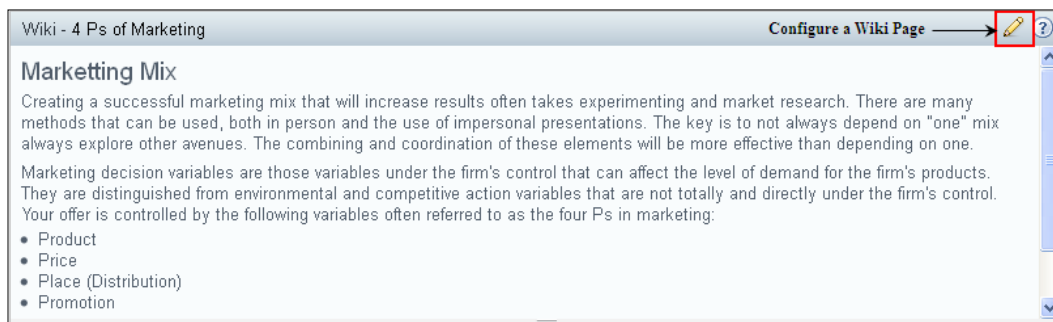 Wiki - 4 Ps of Marketing
Configure a Wiki Page
?
Marketting Mix
Creating a successful marketing mix that will increase results often takes experimenting and market research. There are many
methods that can be used, both in person and the use of impersonal presentations. The key is to not always depend on "one" mix
always explore other avenues. The combining and coordination of these elements will be more effective than depending on one.
Marketing decision variables are those variables under the firm's control that can affect the level of demand for the firm's products.
They are distinguished from environmental and competitive action variables that are not totally and directly under the firm's control.
Your offer is controlled by the following variables often referred to as the four Ps in marketing:
• Product
• Price
• Place (Distribution)
• Promotion